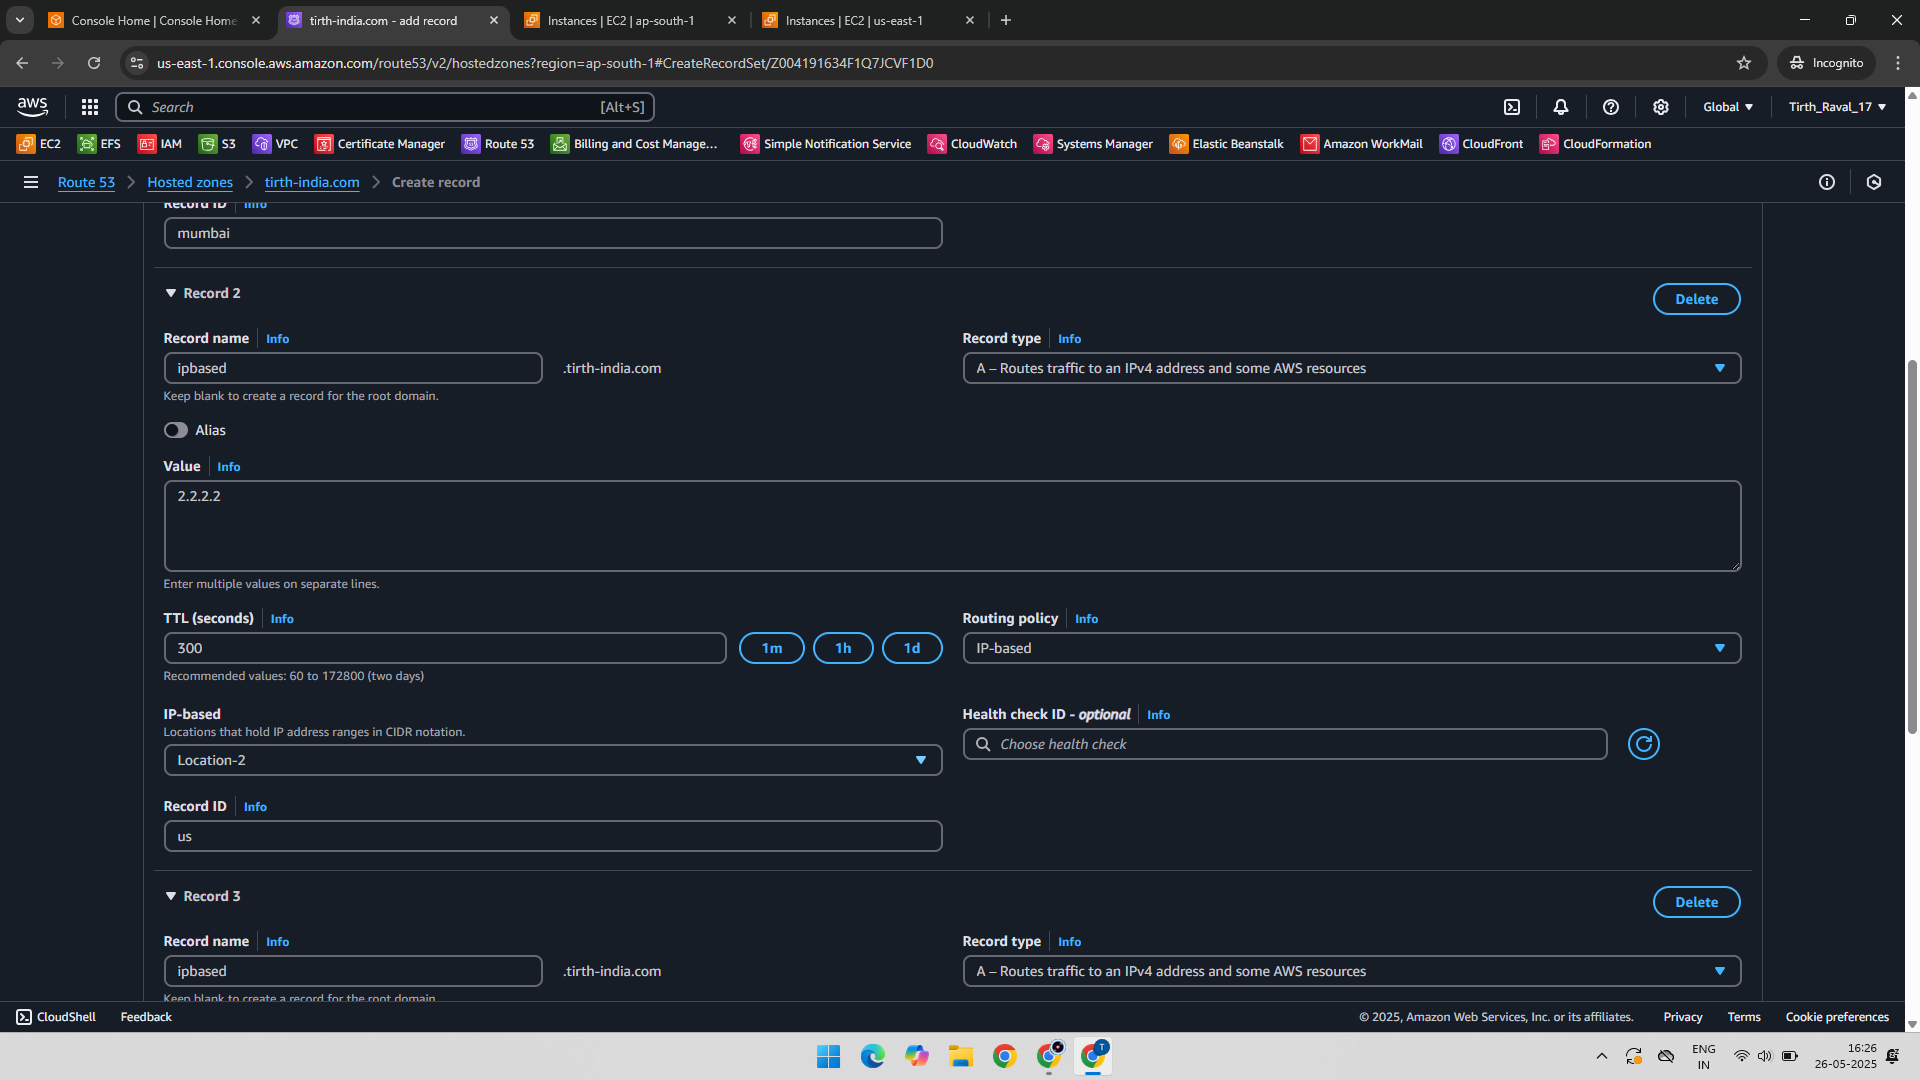 Console Home | Console Home
tirth-india.com - add record
Instances | EC2 | ap-south-1
Instances | EC2 | us-east-1
us-east-1.console.aws.amazon.com/route53/v2/hostedzones?region=ap-south-1#CreateRecordSet/Z004191634F1Q7JCVF1D0
Incognito
aws
Search
[Alt+S]
Global
Tirth_Raval_17
EC2
EFS
IAM
S3
VPC
Certificate Manager
Route 53
Billing and Cost Manage...
Simple Notification Service
CloudWatch
Systems Manager
Elastic Beanstalk
Amazon WorkMail
CloudFront
CloudFormation
Route 53
Hosted zones
tirth-india.com
Create record
Record ID Info
mumbai
Record 2
Delete
Record name Info
ipbased
.tirth-india.com
Keep blank to create a record for the root domain.
Record type Info
A – Routes traffic to an IPv4 address and some AWS resources
Alias
Value Info
2.2.2.2
Enter multiple values on separate lines.
TTL (seconds) Info
300
1m
1h
1d
Recommended values: 60 to 172800 (two days)
Routing policy Info
IP-based
IP-based
Locations that hold IP address ranges in CIDR notation.
Location-2
Health check ID - optional Info
Choose health check
Record ID Info
us
Record 3
Delete
Record name Info
ipbased
.tirth-india.com
Keep blank to create a record for the root domain.
Record type Info
A – Routes traffic to an IPv4 address and some AWS resources
CloudShell
Feedback
© 2025, Amazon Web Services, Inc. or its affiliates.
Privacy
Terms
Cookie preferences
T
ENG
IN
16:26
26-05-2025